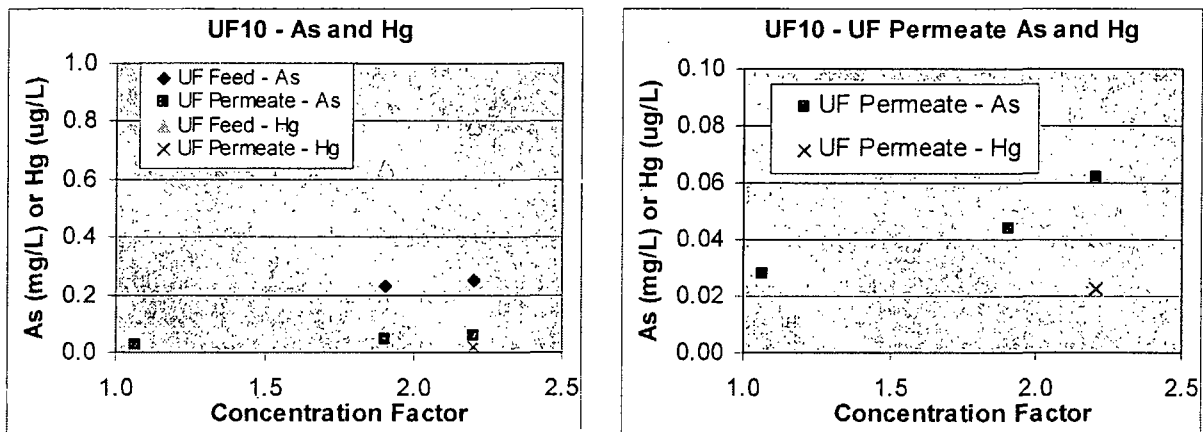 UF10 - As and Hg
As (mg/L) or Hg (ug/L)
1.0
0.8
0.6
0.4
0.2
0.0
UF Feed - As
UF Permeate - As
UF Feed - Hg
UF Permeate - Hg
1.0 1.5 2.0 2.5
Concentration Factor
UF10 - UF Permeate As and Hg
As (mg/L) or Hg (ug/L)
0.10
0.08
0.06
0.04
0.02
0.00
UF Permeate - As
UF Permeate - Hg
1.0 1.5 2.0 2.5
Concentration Factor